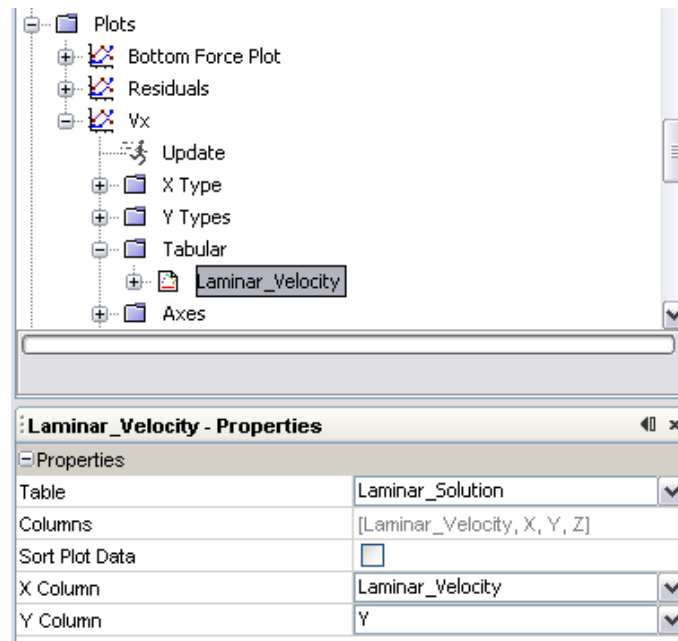 Plots
Bottom Force Plot
Residuals
Vx
Update
X Type
Y Types
Tabular
Laminar_Velocity
Axes
Laminar_Velocity - Properties
Properties
Table Laminar_Solution
Columns [Laminar_Velocity, X, Y, Z]
Sort Plot Data
X Column Laminar_Velocity
Y Column Y